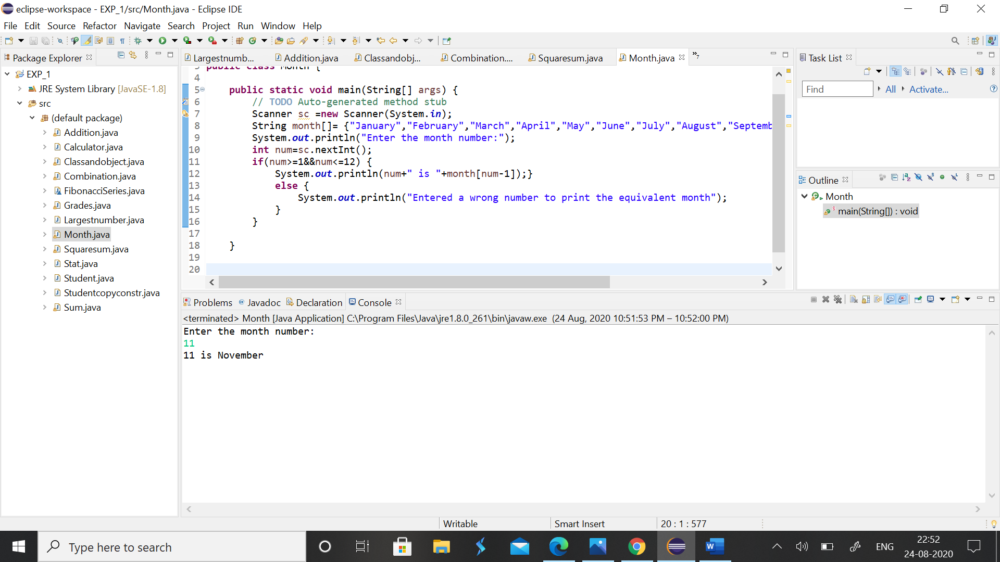 eclipse-workspace - EXP_1/src/Month.java - Eclipse IDE
File Edit Source Refactor Navigate Search Project Run Window Help
Package Explorer
EXP_1
JRE System Library [JavaSE-1.8]
src
(default package)
Addition.java
Calculator.java
Classandobject.java
Combination.java
FibonacciSeries.java
Grades.java
Largestnumber.java
Month.java
Squaresum.java
Stat.java
Student.java
Studentcopyconstr.java
Sum.java
Largestnumb... Addition.java Classandobj... Combination.... Squaresum.java Month.java »7
3 public class Month {
4
5 public static void main(String[] args) {
6 // TODO Auto-generated method stub
7 Scanner sc =new Scanner(System.in);
8 String month[]= {"January","February","March","April","May","June","July","August","Septemb
9 System.out.println("Enter the month number:");
10 int num=sc.nextInt();
11 if(num>=1&&num<=12) {
12 System.out.println(num+" is "+month[num-1]);}
13 else {
14 System.out.println("Entered a wrong number to print the equivalent month");
15 }
16 }
17
18 }
19
20
Task List
Find All Activate...
Outline
Month
main(String[]) : void
Problems @ Javadoc Declaration Console
<terminated> Month [Java Application] C:\Program Files\Java\jre1.8.0_261\bin\javaw.exe (24 Aug, 2020 10:51:53 PM – 10:52:00 PM)
Enter the month number:
11
11 is November
Writable Smart Insert 20 : 1 : 577
Type here to search
ENG
22:52
24-08-2020